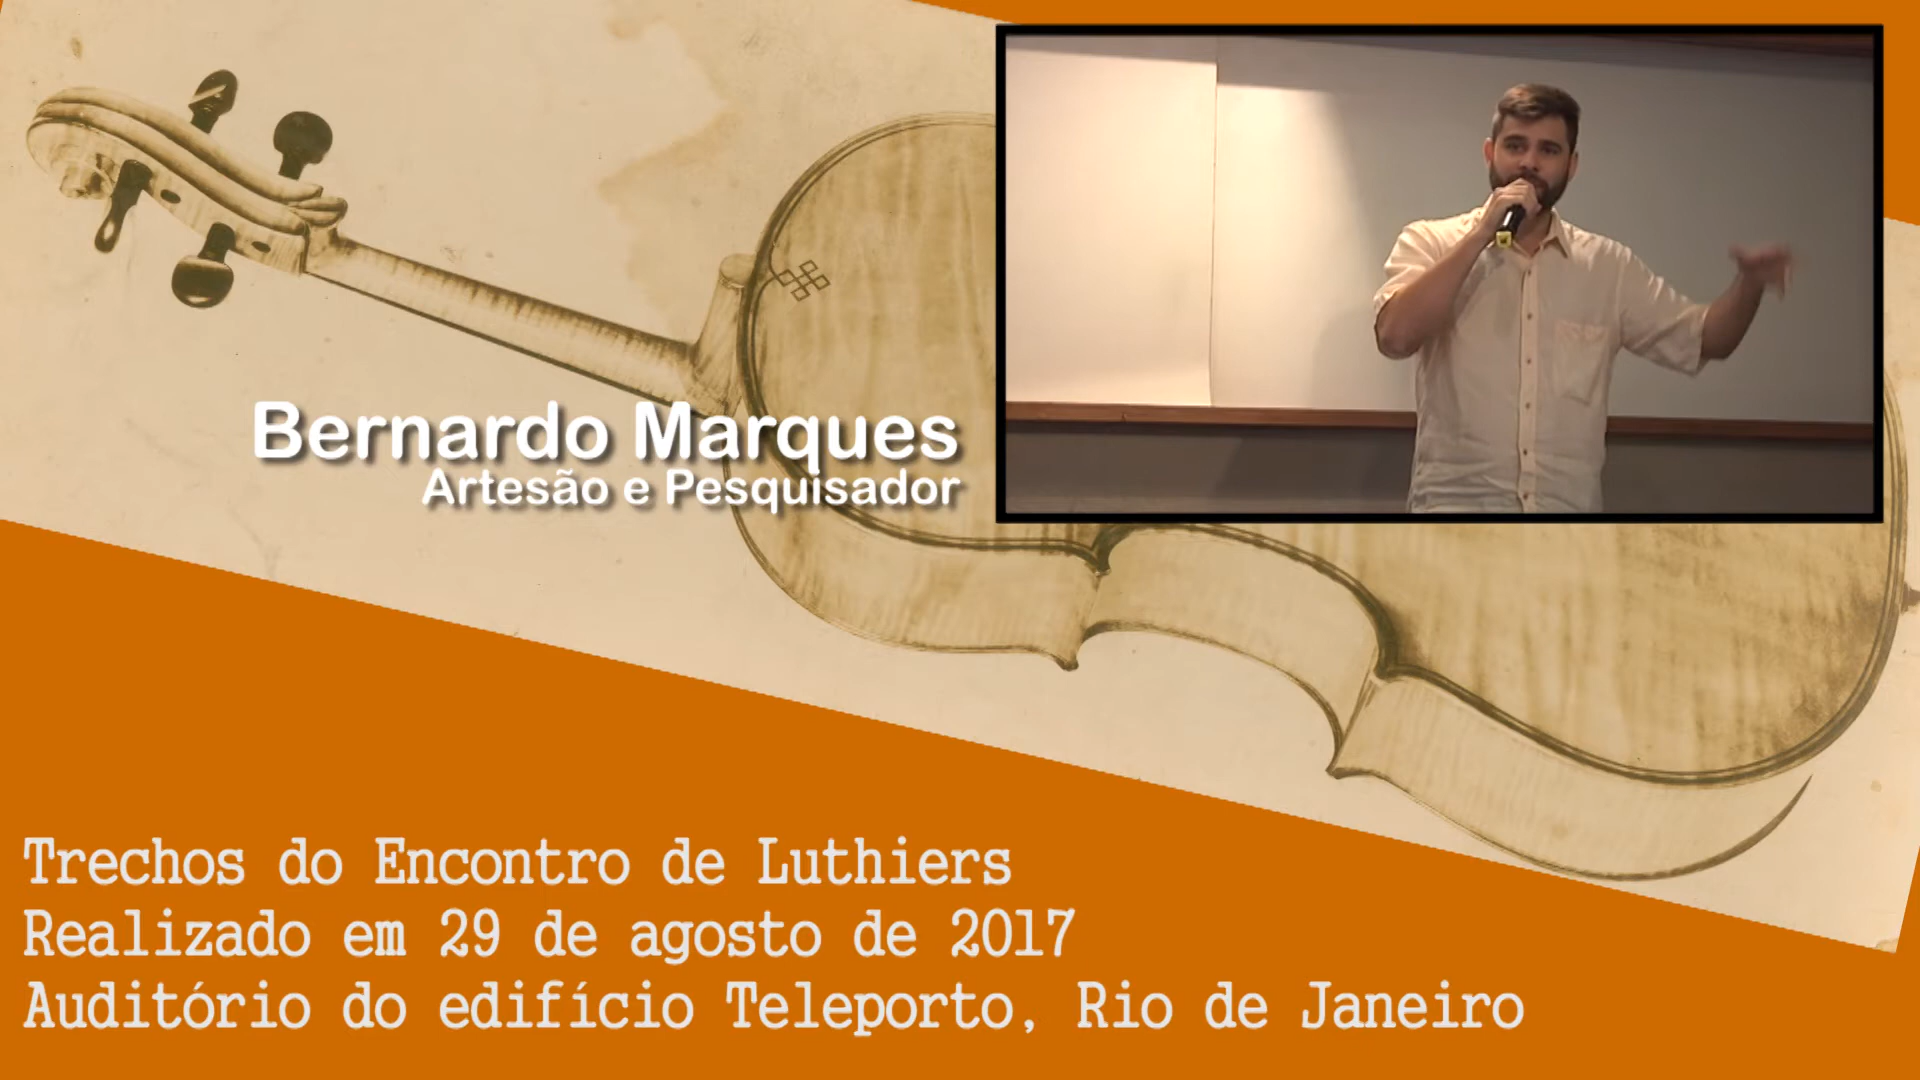 Bernardo Marques
Artesão e Pesquisador
Trechos do Encontro de Luthiers
Realizado em 29 de agosto de 2017
Auditório do edifício Teleporto, Rio de Janeiro